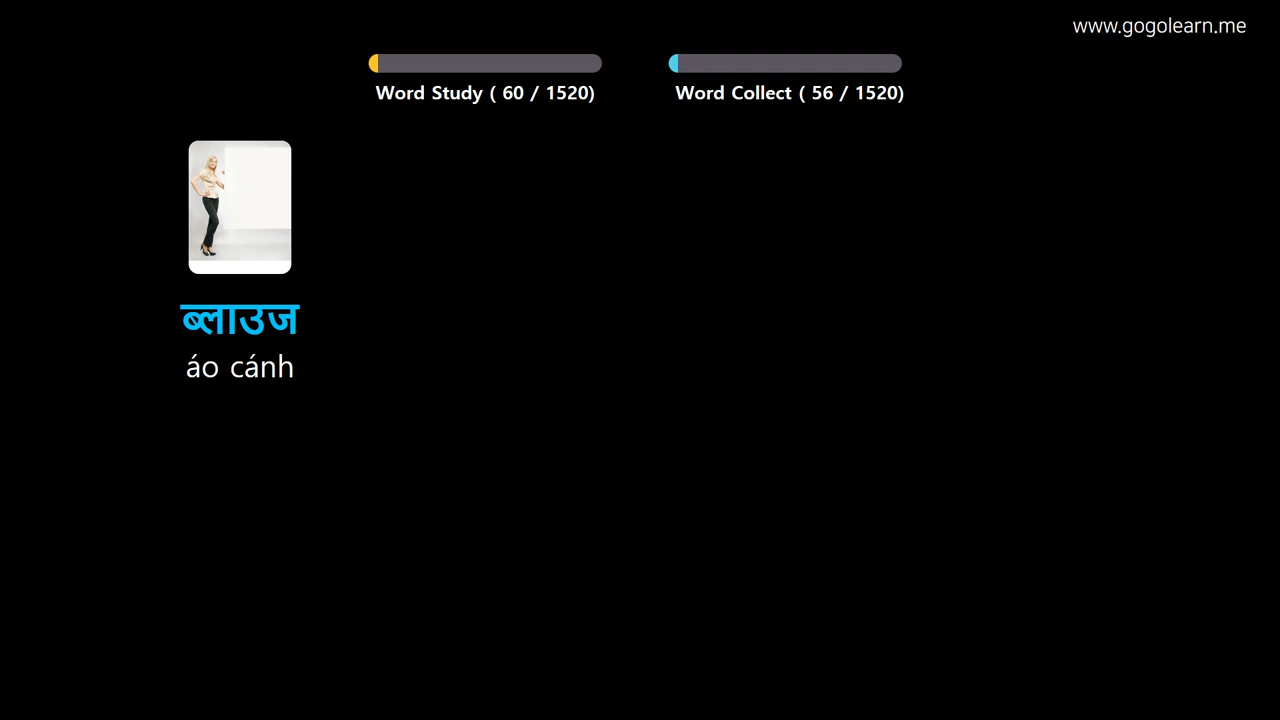 www.gogolearn.me
Word Study ( 60 / 1520)
Word Collect ( 56 / 1520)
ब्लाउज
áo cánh